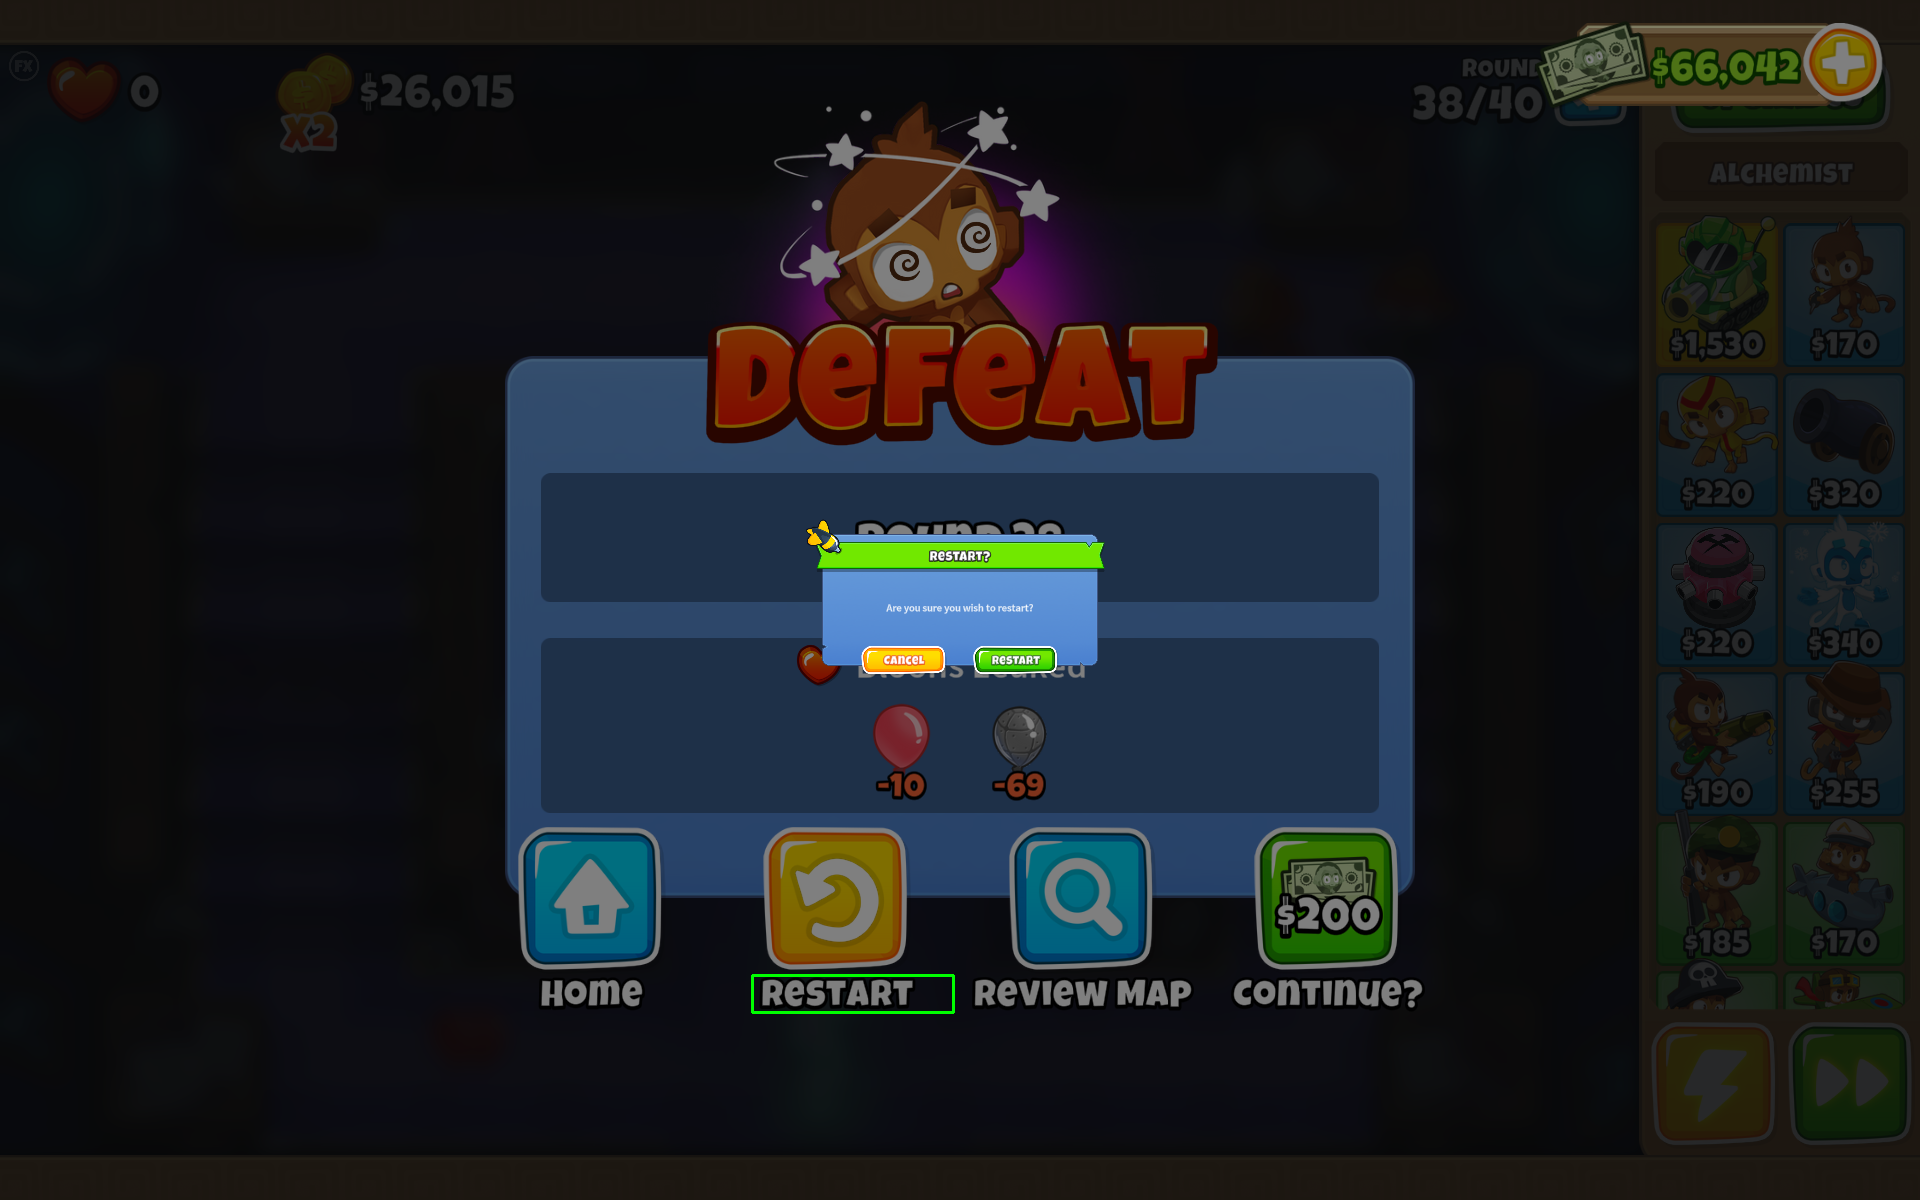 FX
0
$26,015
X2
ROUND
38/40
$66,042
ALCHEMIST
$1,530
$170
DEFEAT
$220
$320
RESTART?
Are you sure you wish to restart?
CANCEL
RESTART
Bloons Leaked
$220
$340
-10
-69
$190
$255
$200
$185
$170
HOME
RESTART
REVIEW MAP
CONTINUE?